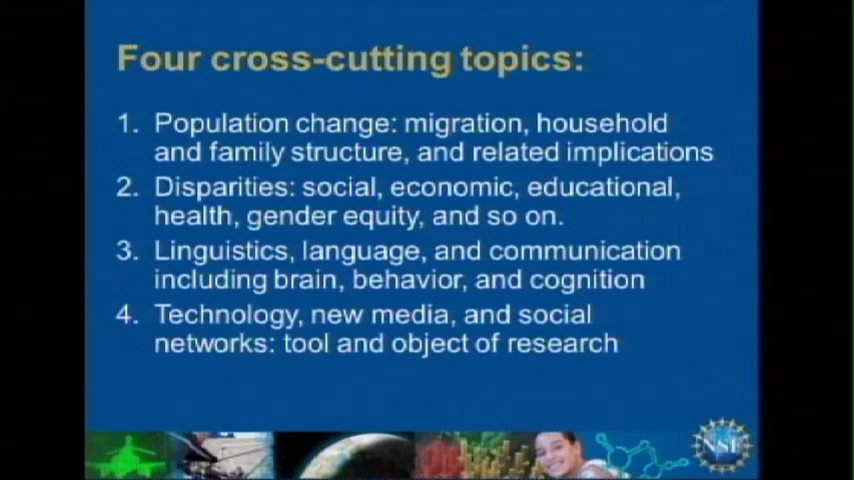 Four cross-cutting topics:
1. Population change: migration, household
and family structure, and related implications
2. Disparities: social, economic, educational,
health, gender equity, and so on.
3. Linguistics, language, and communication
including brain, behavior, and cognition
4. Technology, new media, and social
networks: tool and object of research
NSF